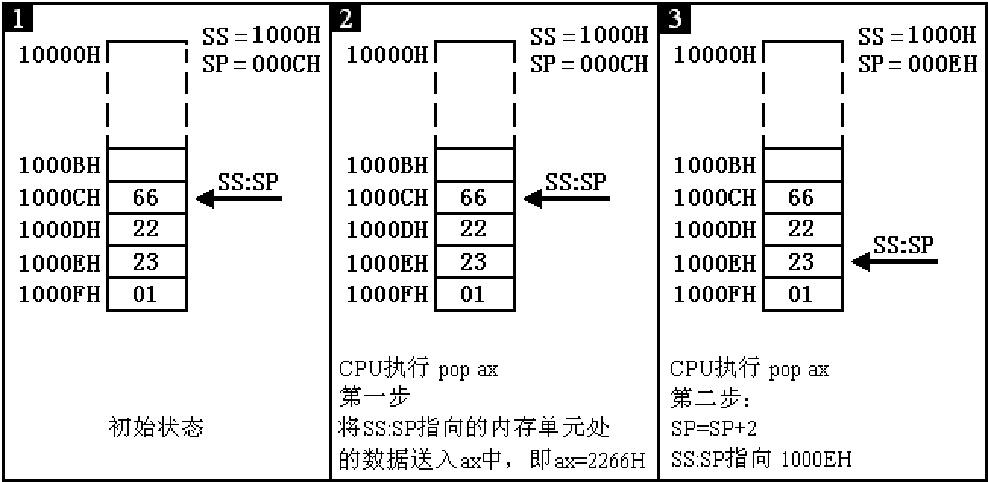 1
SS=1000H
10000H
SP=000CH
1000BH
1000CH 66 SS:SP
1000DH 22
1000EH 23
1000FH 01
初始状态
2
SS=1000H
10000H
SP=000CH
1000BH
1000CH 66 SS:SP
1000DH 22
1000EH 23
1000FH 01
CPU执行 pop ax
第一步
将SS:SP指向的内存单元处
的数据送入ax中，即ax=2266H
3
SS=1000H
10000H
SP=000EH
1000BH
1000CH 66
1000DH 22
1000EH 23 SS:SP
1000FH 01
CPU执行 pop ax
第二步：
SP=SP+2
SS:SP指向 1000EH